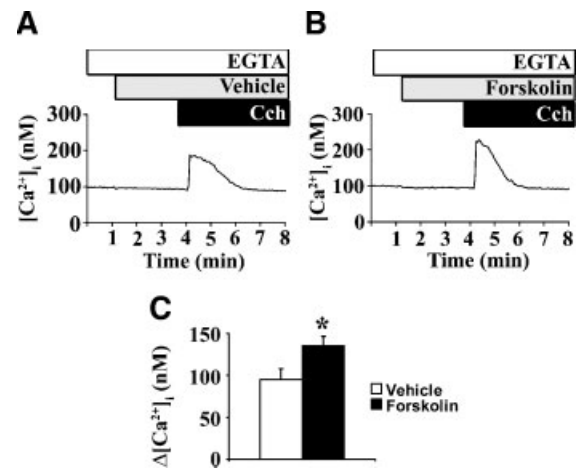 A
EGTA
Vehicle
Cch
300
200
100
0
[Ca²⁺]ᵢ (nM)
1 2 3 4 5 6 7 8
Time (min)
B
EGTA
Forskolin
Cch
300
200
100
0
[Ca²⁺]ᵢ (nM)
1 2 3 4 5 6 7 8
Time (min)
C
150
100
50
0
Δ[Ca²⁺]ᵢ (nM)
*
Vehicle
Forskolin